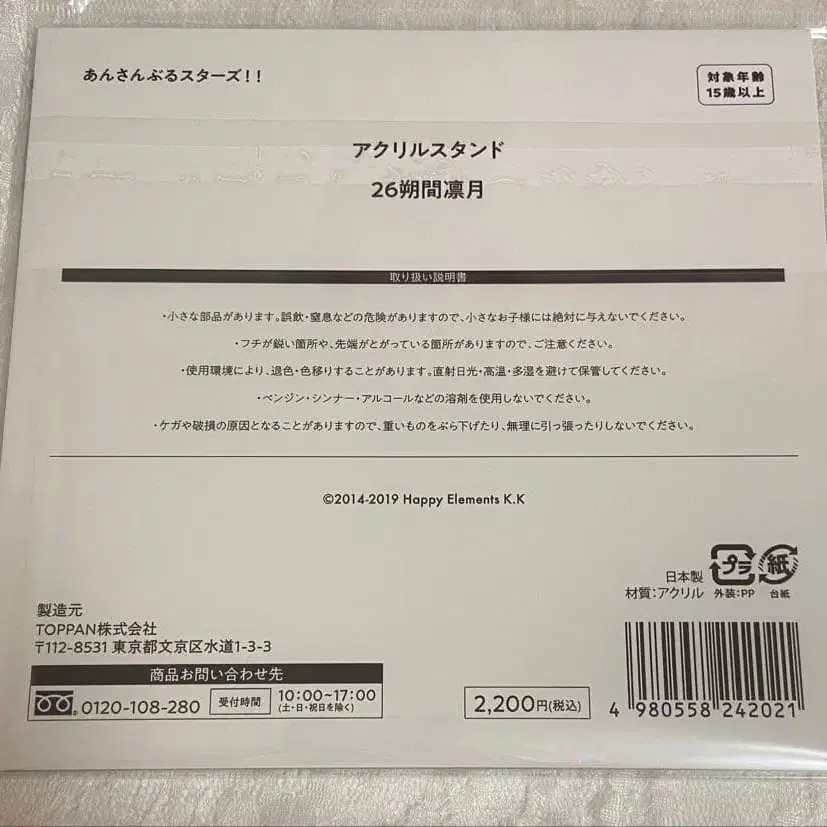 あんさんぶるスターズ！！
対象年齢
15歳以上
アクリルスタンド
26朔間凛月
取り扱い説明書
・小さな部品があります。誤飲・窒息などの危険がありますので、小さなお子様には絶対に与えないでください。
・フチが鋭い箇所や、先端がとがっている箇所がありますので、ご注意ください。
・使用環境により、退色・色移りすることがあります。直射日光・高温・多湿を避けて保管してください。
・ベンジン・シンナー・アルコールなどの溶剤を使用しないでください。
・ケガや破損の原因となることがありますので、重いものをぶら下げたり、無理に引っ張ったりしないでください。
©2014-2019 Happy Elements K.K
日本製
材質：アクリル
プラ
外装：PP
紙
台紙
製造元
TOPPAN株式会社
〒112-8531 東京都文京区水道1-3-3
商品お問い合わせ先
0120-108-280
受付時間
10:00~17:00
(土・日・祝日を除く)
2,200円(税込)
4 980558 242021